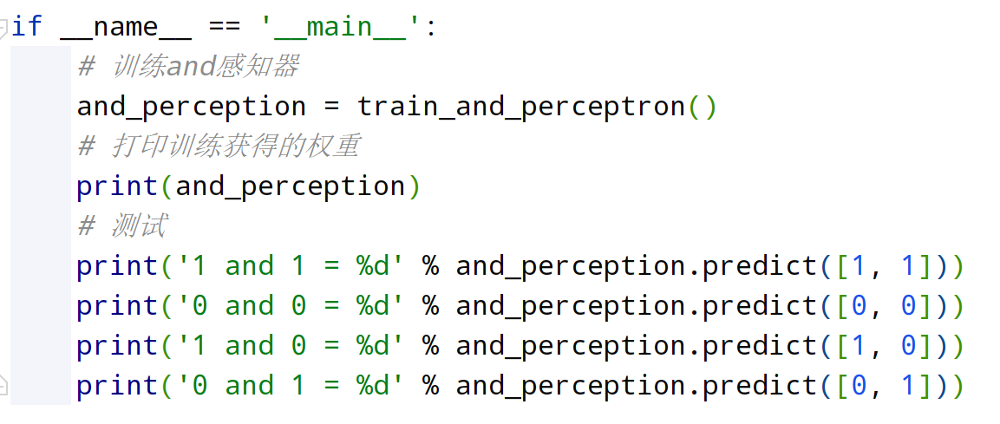 if __name__ == '__main__':
    # 训练and感知器
    and_perception = train_and_perceptron()
    # 打印训练获得的权重
    print(and_perception)
    # 测试
    print('1 and 1 = %d' % and_perception.predict([1, 1]))
    print('0 and 0 = %d' % and_perception.predict([0, 0]))
    print('1 and 0 = %d' % and_perception.predict([1, 0]))
    print('0 and 1 = %d' % and_perception.predict([0, 1]))